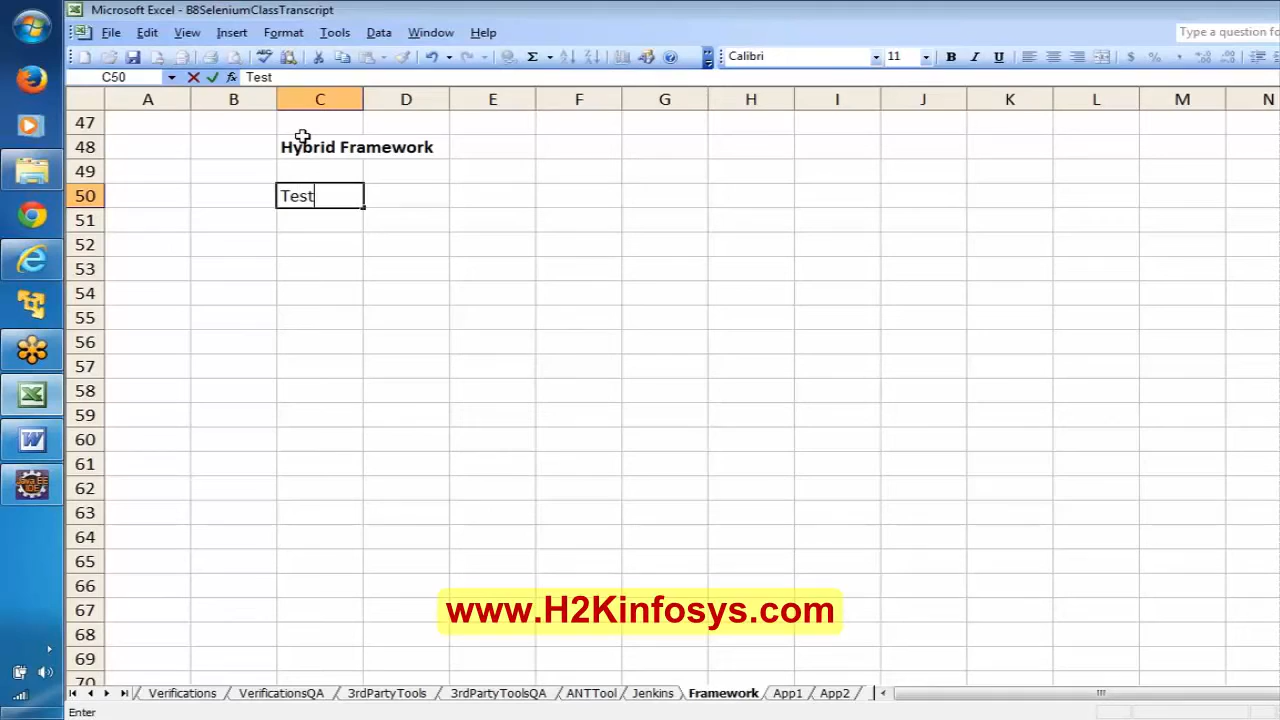 Microsoft Excel - B8SeleniumClassTranscript
File Edit View Insert Format Tools Data Window Help
Type a question fo
Calibri 11 B I U
C50 fx Test
A B C D E F G H I J K L M N
47
48 Hybrid Framework
49
50 Test
51
52
53
54
55
56
57
58
59
60
61
62
63
64
65
66
67
68
69
70
www.H2Kinfosys.com
Verifications VerificationsQA 3rdPartyTools 3rdPartyToolsQA ANTTool Jenkins Framework App1 App2
Enter